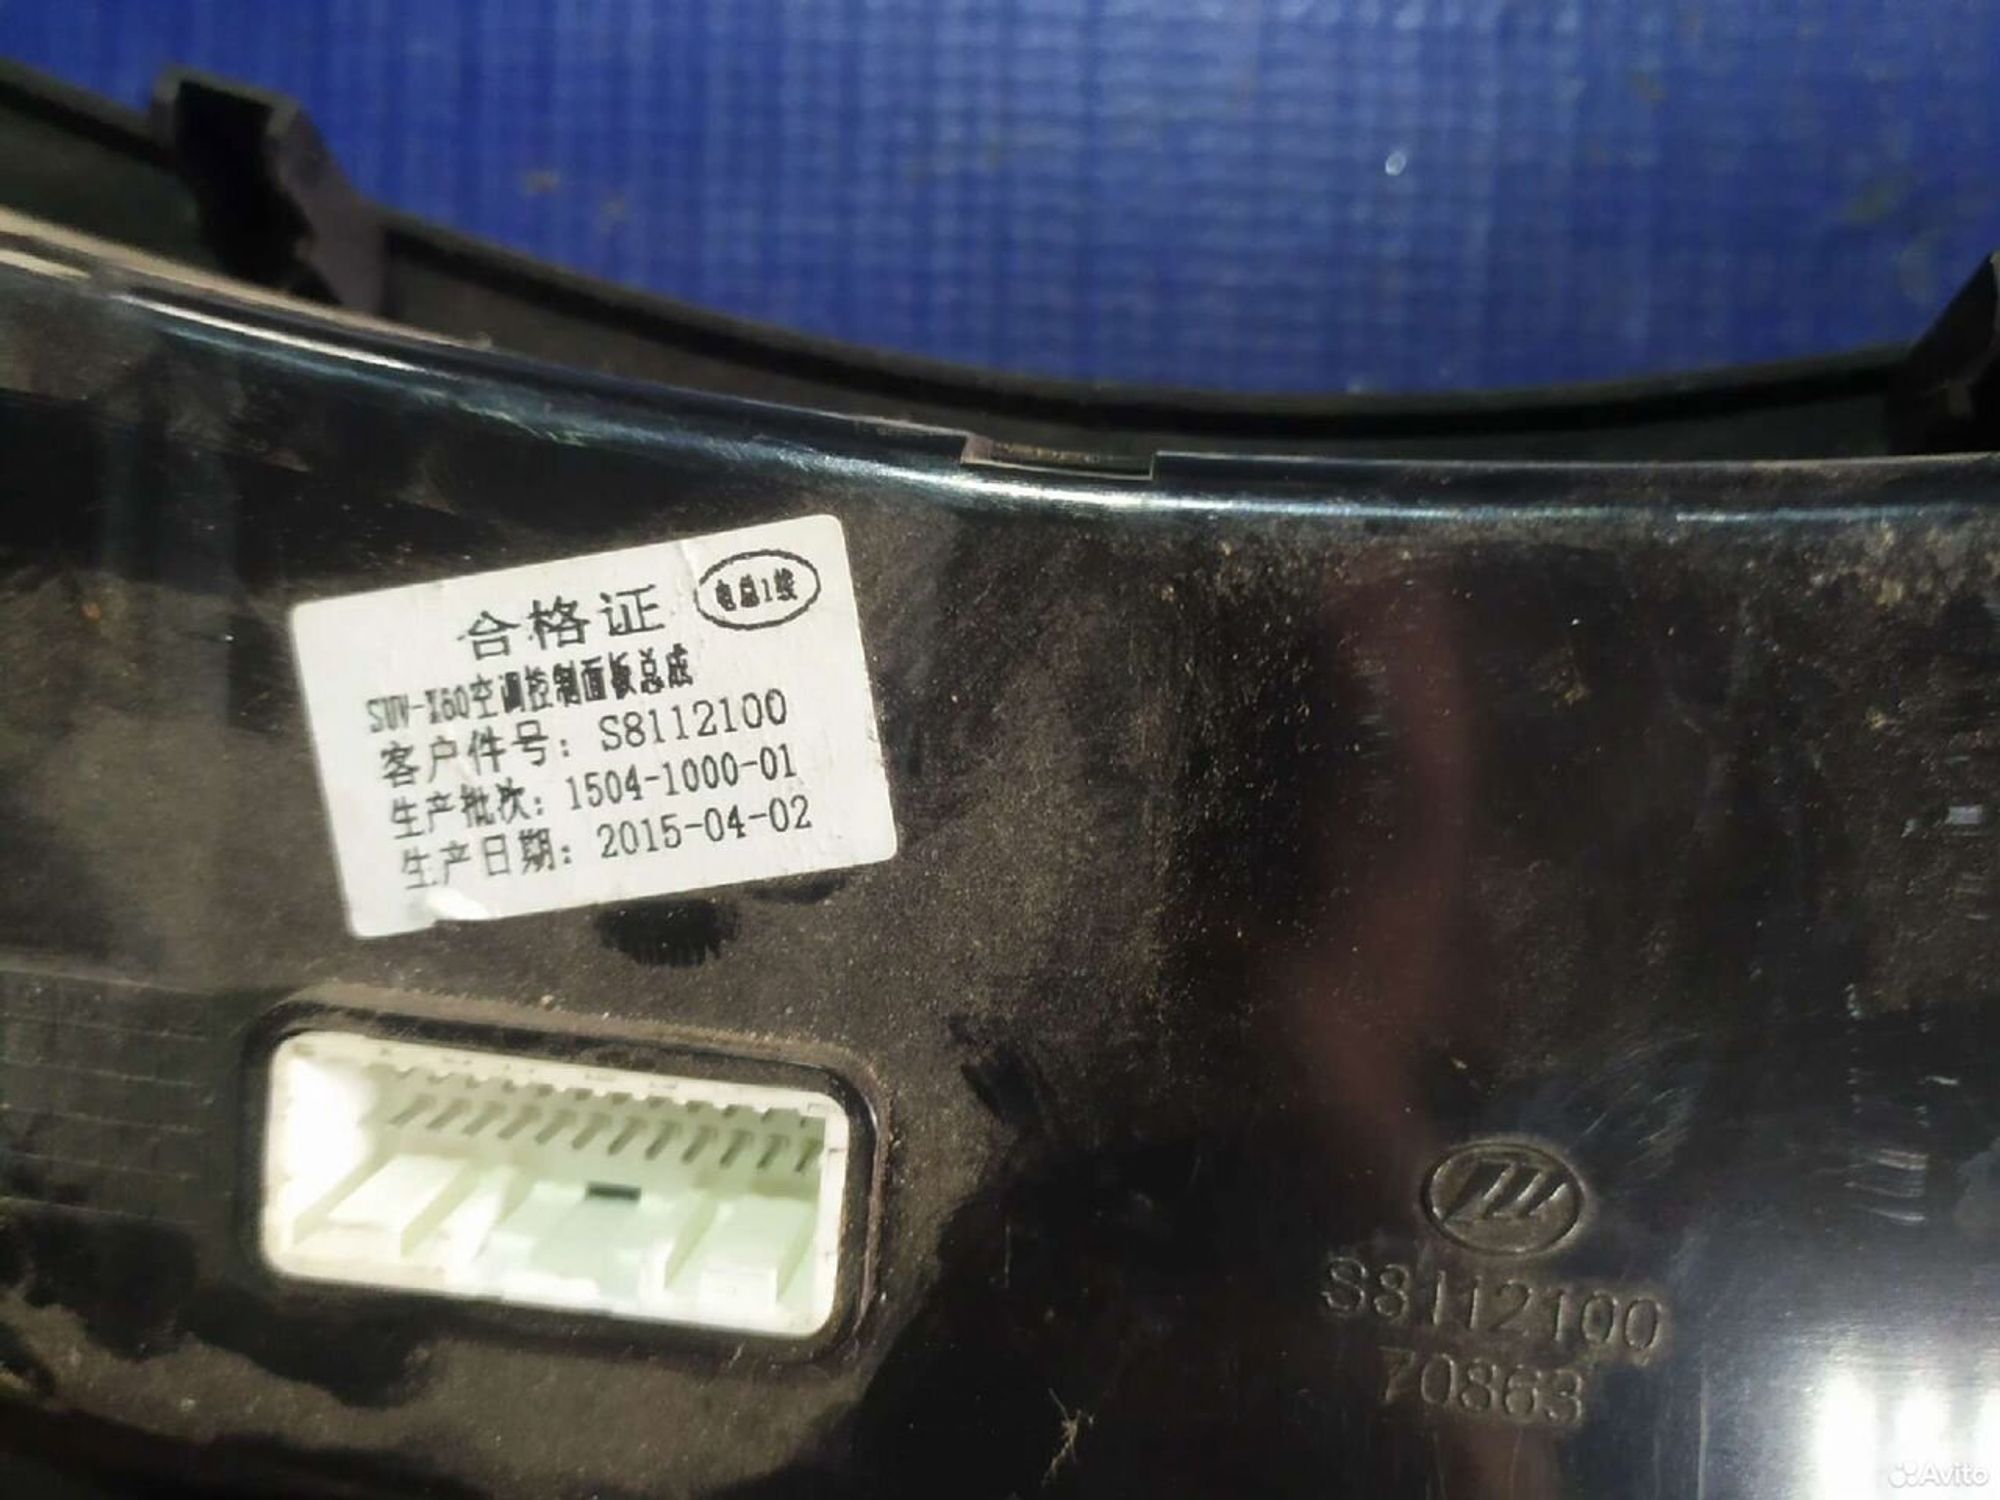 合格证
电总1线
SUV-X60空调控制面板总成
客户件号: S8112100
生产批次: 1504-1000-01
生产日期: 2015-04-02
S8112100
70863
Avito